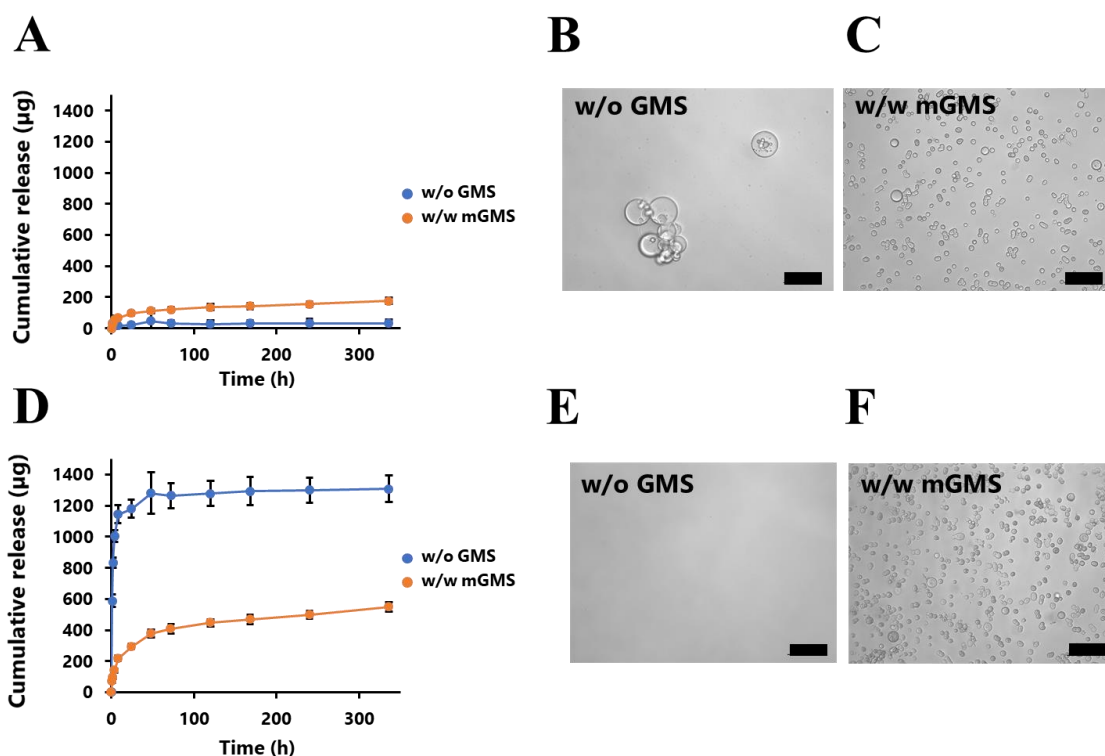 A
Cumulative release (µg)
1400
1200
1000
800
600
400
200
0
0
100
200
300
Time (h)
w/o GMS
w/w mGMS
B
w/o GMS
C
w/w mGMS
D
Cumulative release (µg)
1400
1200
1000
800
600
400
200
0
0
100
200
300
Time (h)
w/o GMS
w/w mGMS
E
w/o GMS
F
w/w mGMS